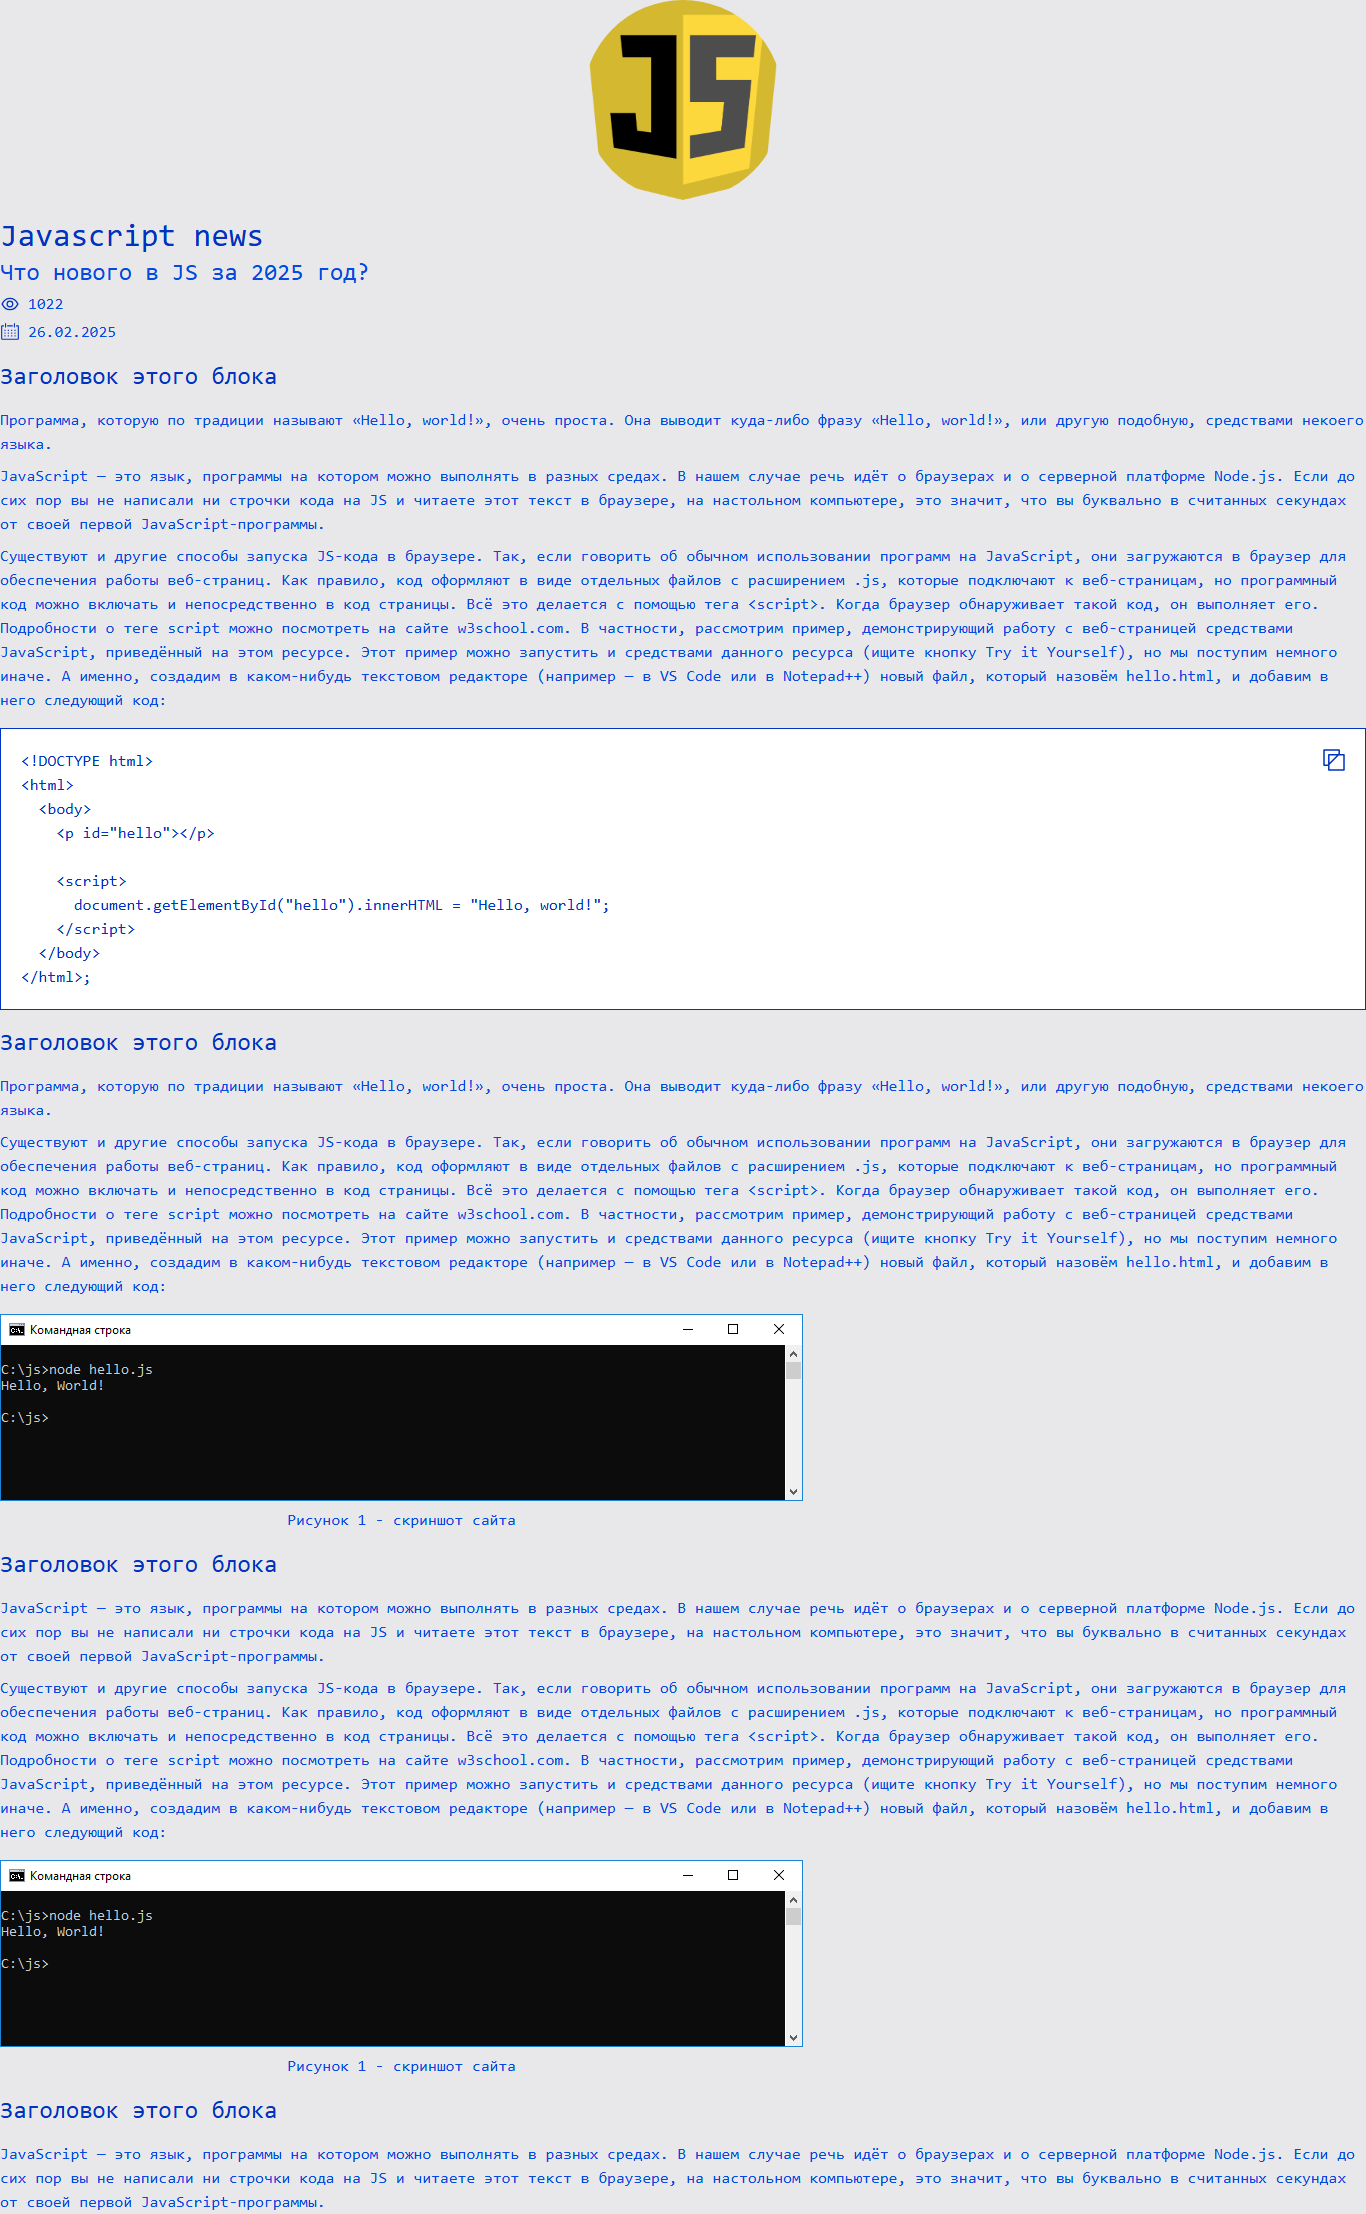 JS
Javascript news
Что нового в JS за 2025 год?
1022
26.02.2025
Заголовок этого блока
Программа, которую по традиции называют «Hello, world!», очень проста. Она выводит куда-либо фразу «Hello, world!», или другую подобную, средствами некоего
языка.
JavaScript — это язык, программы на котором можно выполнять в разных средах. В нашем случае речь идёт о браузерах и о серверной платформе Node.js. Если до
сих пор вы не написали ни строчки кода на JS и читаете этот текст в браузере, на настольном компьютере, это значит, что вы буквально в считанных секундах
от своей первой JavaScript-программы.
Существуют и другие способы запуска JS-кода в браузере. Так, если говорить об обычном использовании программ на JavaScript, они загружаются в браузер для
обеспечения работы веб-страниц. Как правило, код оформляют в виде отдельных файлов с расширением .js, которые подключают к веб-страницам, но программный
код можно включать и непосредственно в код страницы. Всё это делается с помощью тега <script>. Когда браузер обнаруживает такой код, он выполняет его.
Подробности о теге script можно посмотреть на сайте w3school.com. В частности, рассмотрим пример, демонстрирующий работу с веб-страницей средствами
JavaScript, приведённый на этом ресурсе. Этот пример можно запустить и средствами данного ресурса (ищите кнопку Try it Yourself), но мы поступим немного
иначе. А именно, создадим в каком-нибудь текстовом редакторе (например — в VS Code или в Notepad++) новый файл, который назовём hello.html, и добавим в
него следующий код:
<!DOCTYPE html>
<html>
  <body>
    <p id="hello"></p>
    <script>
      document.getElementById("hello").innerHTML = "Hello, world!";
    </script>
  </body>
</html>;
Заголовок этого блока
Программа, которую по традиции называют «Hello, world!», очень проста. Она выводит куда-либо фразу «Hello, world!», или другую подобную, средствами некоего
языка.
Существуют и другие способы запуска JS-кода в браузере. Так, если говорить об обычном использовании программ на JavaScript, они загружаются в браузер для
обеспечения работы веб-страниц. Как правило, код оформляют в виде отдельных файлов с расширением .js, которые подключают к веб-страницам, но программный
код можно включать и непосредственно в код страницы. Всё это делается с помощью тега <script>. Когда браузер обнаруживает такой код, он выполняет его.
Подробности о теге script можно посмотреть на сайте w3school.com. В частности, рассмотрим пример, демонстрирующий работу с веб-страницей средствами
JavaScript, приведённый на этом ресурсе. Этот пример можно запустить и средствами данного ресурса (ищите кнопку Try it Yourself), но мы поступим немного
иначе. А именно, создадим в каком-нибудь текстовом редакторе (например — в VS Code или в Notepad++) новый файл, который назовём hello.html, и добавим в
него следующий код:
Командная строка
C:\js>node hello.js
Hello, World!
C:\js>
Рисунок 1 - скриншот сайта
Заголовок этого блока
JavaScript — это язык, программы на котором можно выполнять в разных средах. В нашем случае речь идёт о браузерах и о серверной платформе Node.js. Если до
сих пор вы не написали ни строчки кода на JS и читаете этот текст в браузере, на настольном компьютере, это значит, что вы буквально в считанных секундах
от своей первой JavaScript-программы.
Существуют и другие способы запуска JS-кода в браузере. Так, если говорить об обычном использовании программ на JavaScript, они загружаются в браузер для
обеспечения работы веб-страниц. Как правило, код оформляют в виде отдельных файлов с расширением .js, которые подключают к веб-страницам, но программный
код можно включать и непосредственно в код страницы. Всё это делается с помощью тега <script>. Когда браузер обнаруживает такой код, он выполняет его.
Подробности о теге script можно посмотреть на сайте w3school.com. В частности, рассмотрим пример, демонстрирующий работу с веб-страницей средствами
JavaScript, приведённый на этом ресурсе. Этот пример можно запустить и средствами данного ресурса (ищите кнопку Try it Yourself), но мы поступим немного
иначе. А именно, создадим в каком-нибудь текстовом редакторе (например — в VS Code или в Notepad++) новый файл, который назовём hello.html, и добавим в
него следующий код:
Командная строка
C:\js>node hello.js
Hello, World!
C:\js>
Рисунок 1 - скриншот сайта
Заголовок этого блока
JavaScript — это язык, программы на котором можно выполнять в разных средах. В нашем случае речь идёт о браузерах и о серверной платформе Node.js. Если до
сих пор вы не написали ни строчки кода на JS и читаете этот текст в браузере, на настольном компьютере, это значит, что вы буквально в считанных секундах
от своей первой JavaScript-программы.